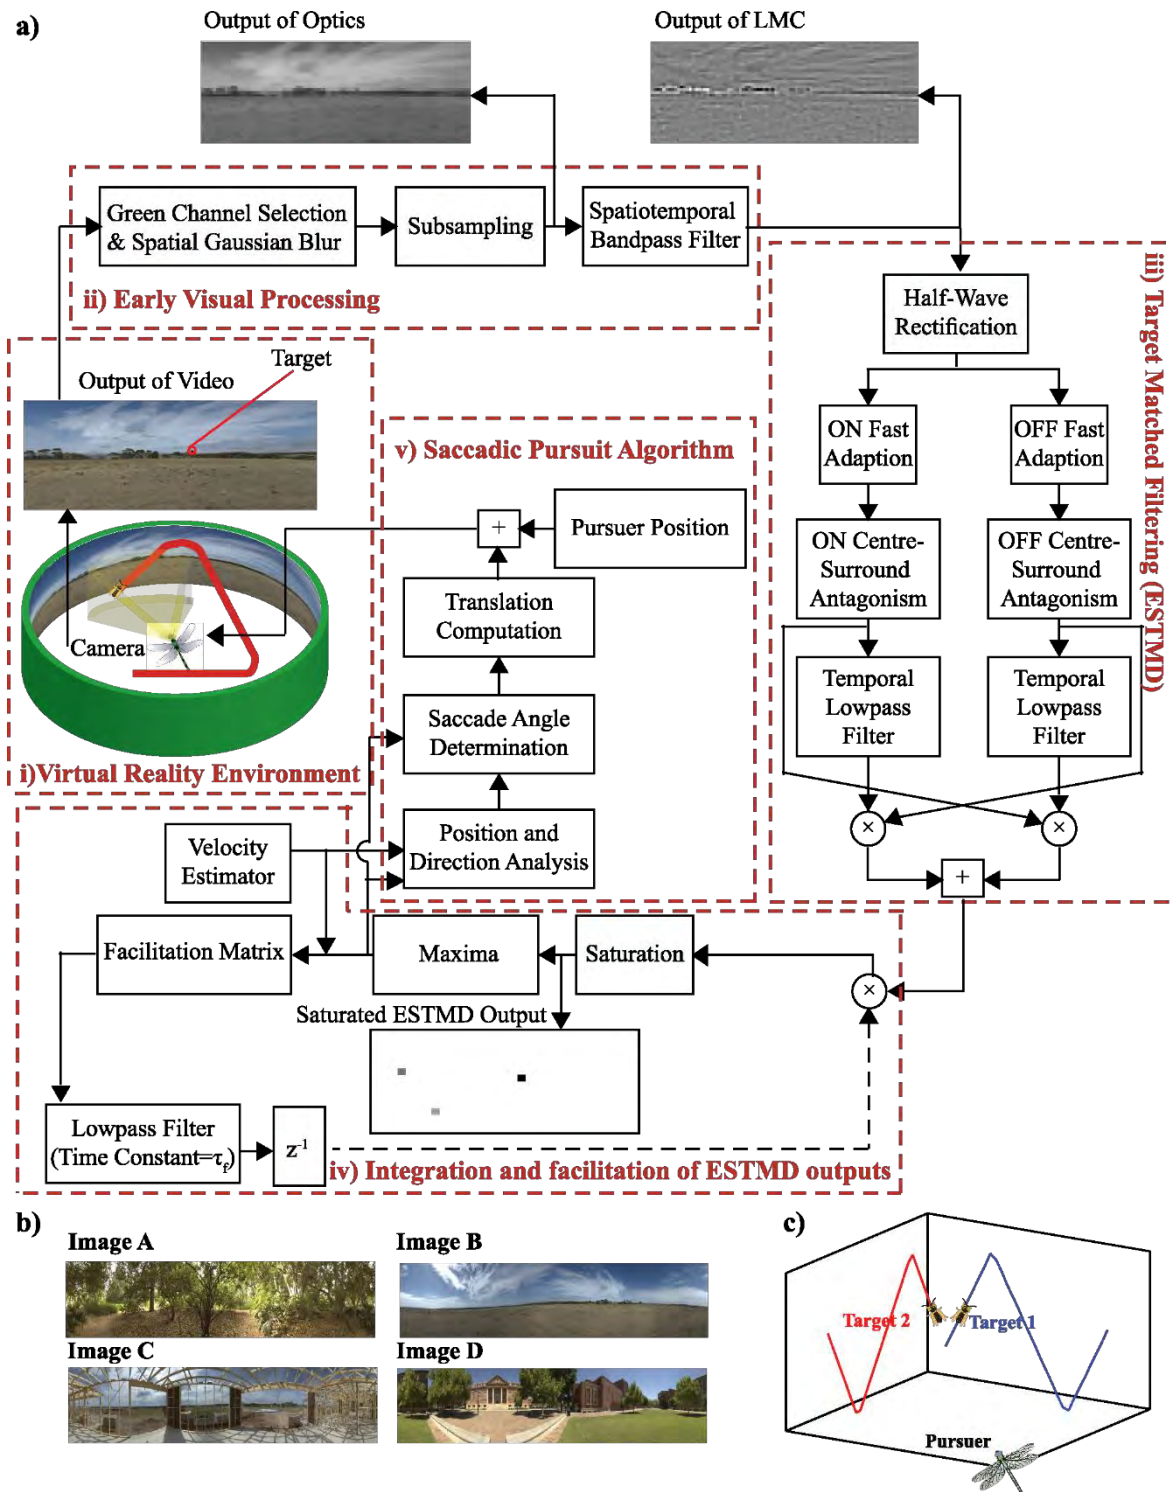 a)
Output of Optics
Output of LMC
Green Channel Selection
& Spatial Gaussian Blur
Subsampling
Spatiotemporal
Bandpass Filter
ii) Early Visual Processing
iii) Target Matched Filtering (ESTMD)
Half-Wave
Rectification
ON Fast
Adaption
OFF Fast
Adaption
ON Centre-
Surround
Antagonism
OFF Centre-
Surround
Antagonism
Temporal
Lowpass
Filter
Temporal
Lowpass
Filter
×
×
+
Target
Output of Video
Camera
i)Virtual Reality Environment
v) Saccadic Pursuit Algorithm
+
Pursuer Position
Translation
Computation
Saccade Angle
Determination
Position and
Direction Analysis
Velocity
Estimator
Facilitation Matrix
Maxima
Saturation
×
Saturated ESTMD Output
Lowpass Filter
(Time Constant=τf)
z-1
iv) Integration and facilitation of ESTMD outputs
b)
Image A
Image B
Image C
Image D
c)
Target 2
Target 1
Pursuer